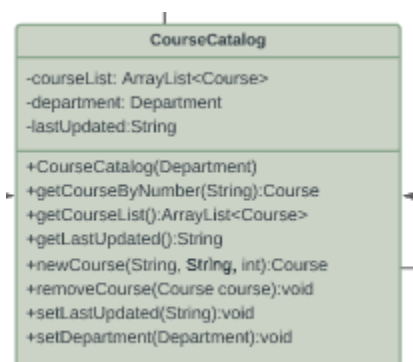 CourseCatalog
-courseList: ArrayList<Course>
-department: Department
-lastUpdated:String
+CourseCatalog(Department)
+getCourseByNumber(String):Course
+getCourseList():ArrayList<Course>
+getLastUpdated():String
+newCourse(String, String, int):Course
+removeCourse(Course course):void
+setLastUpdated(String):void
+setDepartment(Department):void